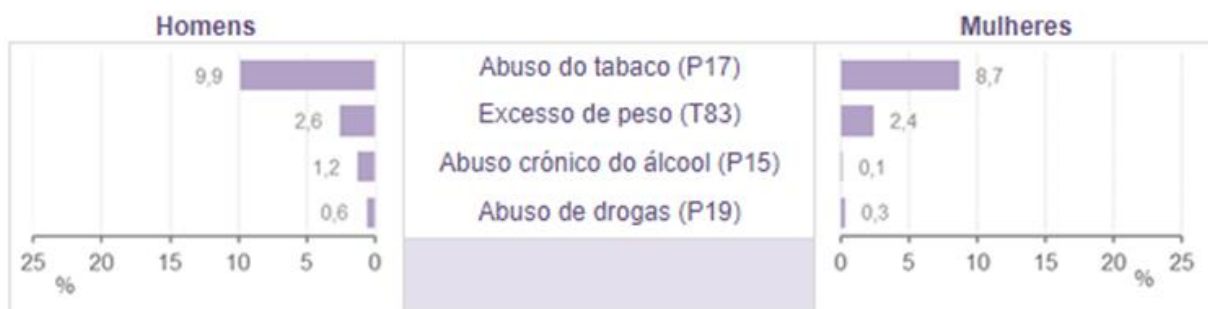 Homens Mulheres
9,9 Abuso do tabaco (P17) 8,7
2,6 Excesso de peso (T83) 2,4
1,2 Abuso crónico do álcool (P15) 0,1
0,6 Abuso de drogas (P19) 0,3
25 20 15 10 5 0 0 5 10 15 20 25
% %